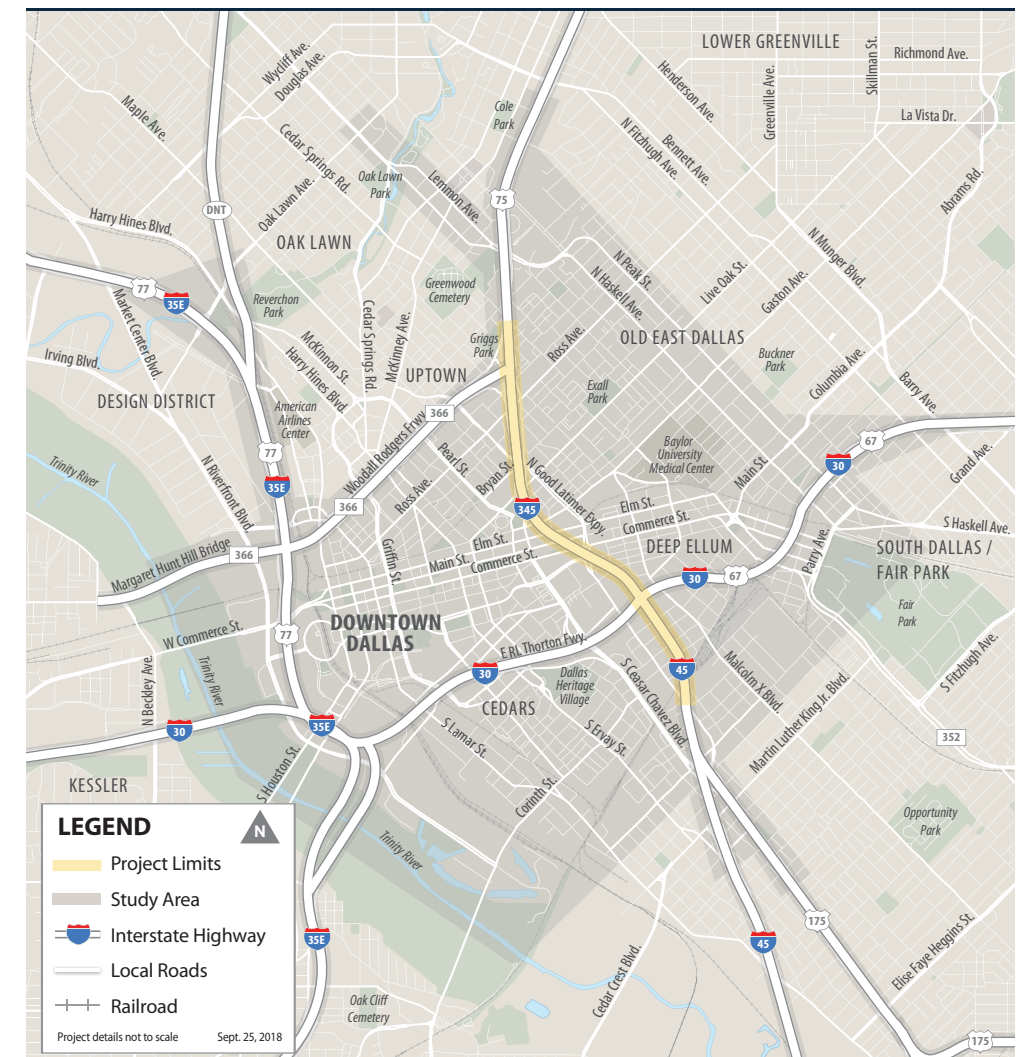 LOWER GREENVILLE
Richmond Ave.
Skillman St.
Greenville Ave.
La Vista Dr.
Wycliff Ave.
Douglas Ave.
Henderson Ave.
Maple Ave.
Cole
Park
Bennett Ave.
N Fitzhugh Ave.
Cedar Springs Rd.
Oak Lawn
Park
Lemmon Ave.
Abrams Rd.
75
DNT
Oak Lawn Ave.
Harry Hines Blvd.
OAK LAWN
N Munger Blvd.
N Peak St.
N Haskell Ave.
Live Oak St.
Gaston Ave.
77
35E
Reverchon
Park
Greenwood
Cemetery
Market Center Blvd.
Cedar Springs Rd.
McKinney Ave.
Griggs
Park
Ross Ave.
OLD EAST DALLAS
Buckner
Park
Irving Blvd.
McKinnon St.
Harry Hines Blvd.
UPTOWN
Columbia Ave.
Barry Ave.
Exall
Park
DESIGN DISTRICT
American
Airlines
Center
366
Woodall Rodgers Frwy
Pearl St.
Bryan St.
N Good Latimer Expy.
Baylor
University
Medical Center
Main St.
67
30
Grand Ave.
Trinity River
N Riverfront Blvd.
77
35E
366
Ross Ave.
345
Elm St.
Commerce St.
S Haskell Ave.
Margaret Hunt Hill Bridge
366
Griffin St.
Main St.
Elm St.
Commerce St.
DEEP ELLUM
Parry Ave.
SOUTH DALLAS /
FAIR PARK
30
67
Fair
Park
W Commerce St.
77
DOWNTOWN
DALLAS
E RL Thorton Fwy.
Trinity River
N Beckley Ave.
30
Dallas
Heritage
Village
S Ceasar Chavez Blvd.
45
Malcolm X Blvd.
S Fitzhugh Ave.
CEDARS
Martin Luther King Jr. Blvd.
30
35E
S Lamar St.
S Ervay St.
352
KESSLER
S Houston St.
Corinth St.
Opportunity
Park
Trinity River
35E
45
175
Elise Faye Heggins St.
Cedar Crest Blvd.
Oak Cliff
Cemetery
175
LEGEND
N
Project Limits
Study Area
Interstate Highway
Local Roads
Railroad
Project details not to scale
Sept. 25, 2018